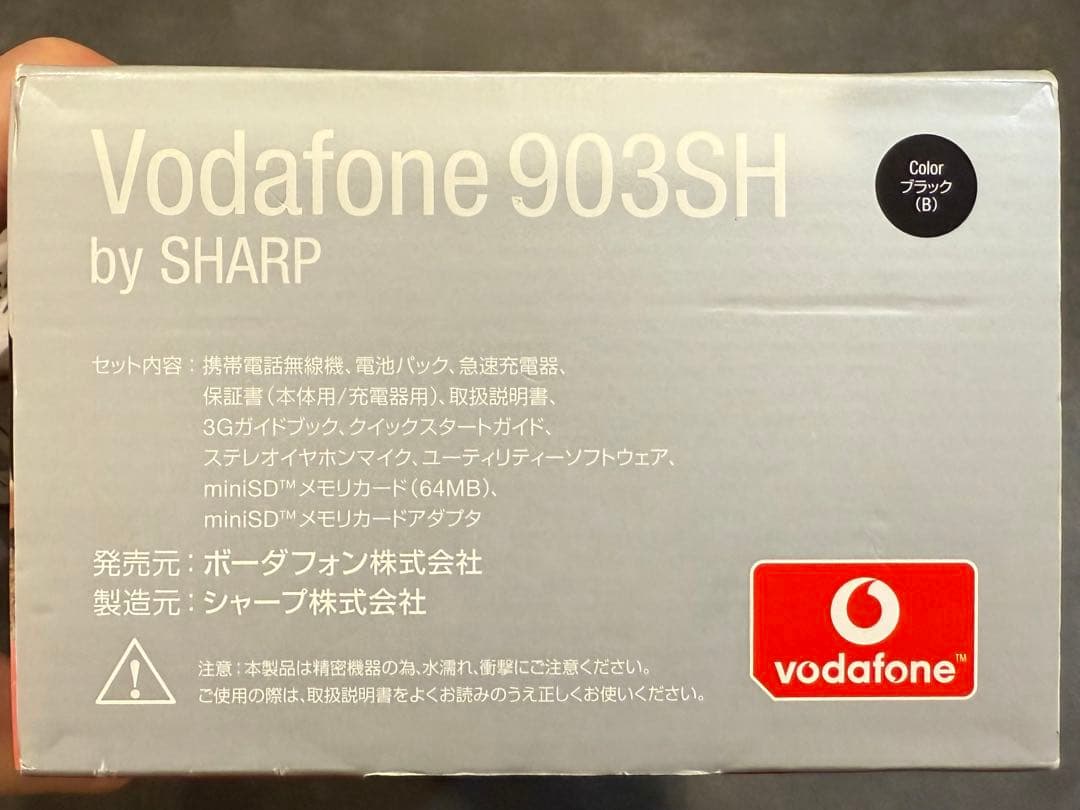 Vodafone 903SH
by SHARP
Color
ブラック
(B)
セット内容：携帯電話無線機、電池パック、急速充電器、
保証書（本体用/充電器用）、取扱説明書、
3Gガイドブック、クイックスタートガイド、
ステレオイヤホンマイク、ユーティリティーソフトウェア、
miniSD™メモリカード（64MB）、
miniSD™メモリカードアダプタ
発売元：ボーダフォン株式会社
製造元：シャープ株式会社
注意：本製品は精密機器の為、水濡れ、衝撃にご注意ください。
ご使用の際は、取扱説明書をよくお読みのうえ正しくお使いください。
vodafone™